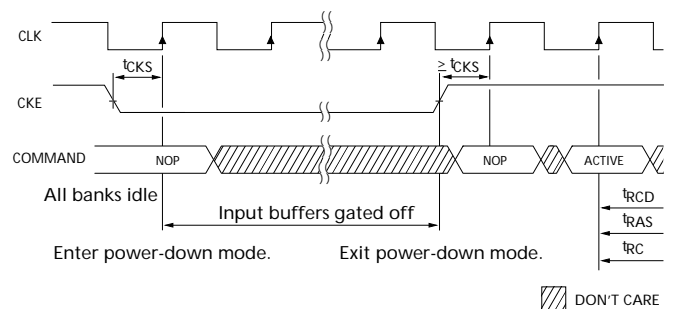 CLK
tCKS
≥ tCKS
CKE
COMMAND
NOP
NOP
ACTIVE
All banks idle
Input buffers gated off
tRCD
tRAS
tRC
Enter power-down mode.
Exit power-down mode.
DON'T CARE